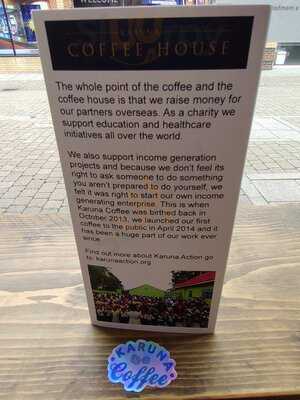 WELCOME
COFFEE HOUSE
The whole point of the coffee and the
coffee house is that we raise money for
our partners overseas. As a charity we
support education and healthcare
initiatives all over the world.
We also support income generation
projects and because we don't feel its
right to ask someone to do something
you aren't prepared to do yourself, we
felt it was right to start our own income
generating enterprise. This is when
Karuna Coffee was birthed back in
October 2013, we launched our first
coffee to the public in April 2014 and it
has been a huge part of our work ever
since.
Find out more about Karuna Action go
to: karunaaction.org
KARUNA
Coffee